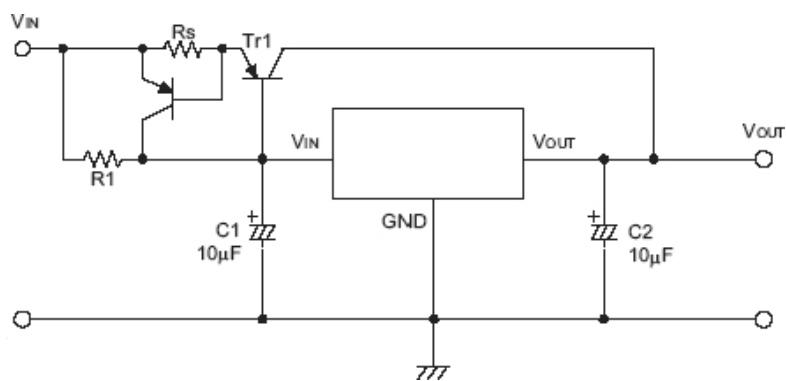 VIN
Rs
Tr1
R1
VIN
VOUT
VOUT
GND
C1
10μF
C2
10μF
+
+